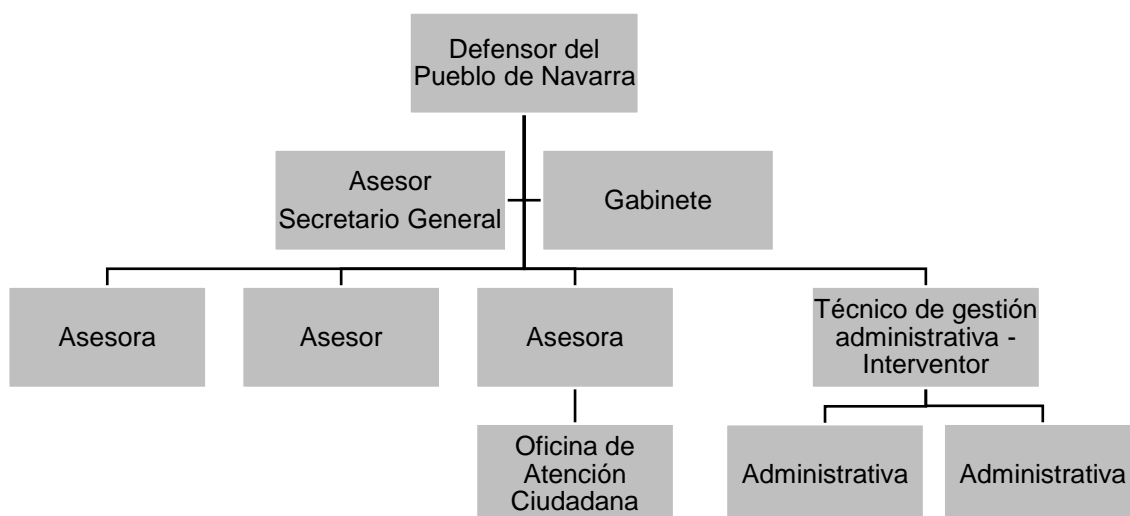 Defensor del
Pueblo de Navarra
Asesor
Secretario General
Gabinete
Asesora
Asesor
Asesora
Técnico de gestión
administrativa -
Interventor
Oficina de
Atención
Ciudadana
Administrativa
Administrativa